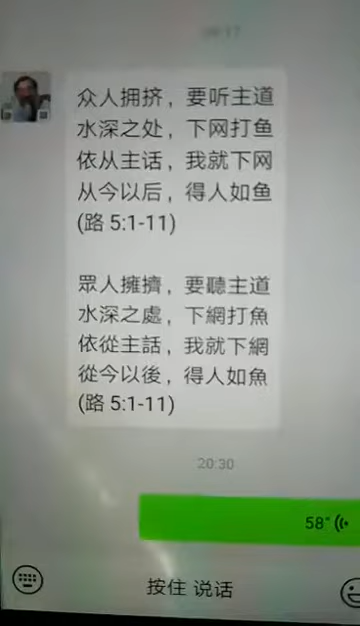 众人拥挤，要听主道
水深之处，下网打鱼
依从主话，我就下网
从今以后，得人如鱼
(路 5:1-11)
眾人擁擠，要聽主道
水深之處，下網打魚
依從主話，我就下網
從今以後，得人如魚
(路 5:1-11)
20:30
58"
按住 说话